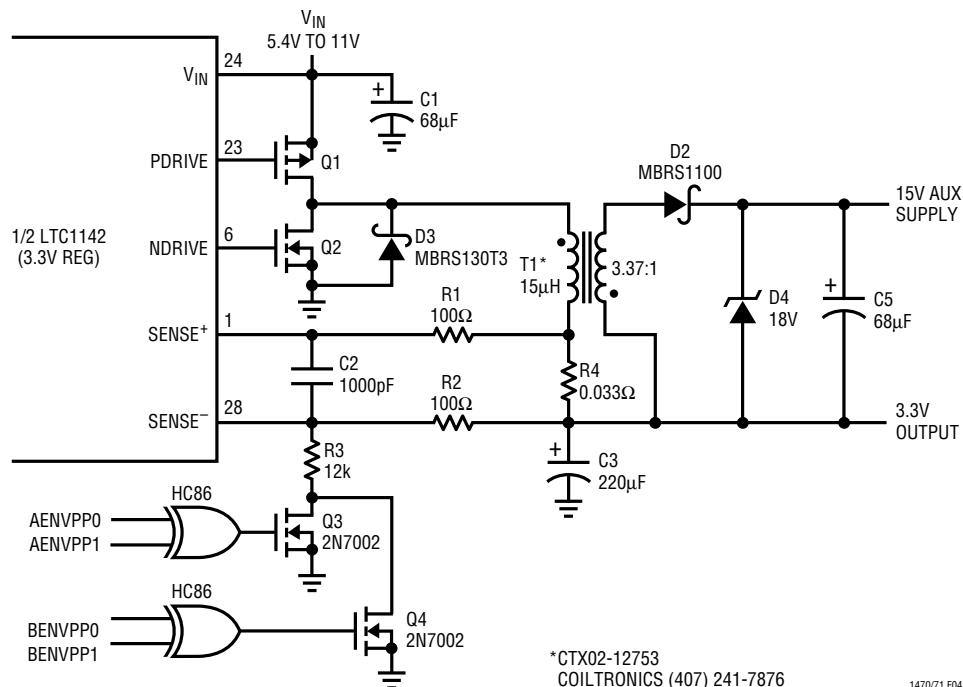 V_IN
5.4V TO 11V
V_IN
24
+
C1
68µF
PDRIVE
23
Q1
D2
MBRS1100
15V AUX
SUPPLY
1/2 LTC1142
(3.3V REG)
NDRIVE
6
Q2
D3
MBRS130T3
T1*
15µH
3.37:1
D4
18V
+
C5
68µF
R1
100Ω
SENSE⁺
1
C2
1000pF
R2
100Ω
R4
0.033Ω
SENSE⁻
28
3.3V
OUTPUT
R3
12k
+
C3
220µF
HC86
AENVPP0
AENVPP1
Q3
2N7002
HC86
BENVPP0
BENVPP1
Q4
2N7002
*CTX02-12753
COILTRONICS (407) 241-7876
1470/71 F04